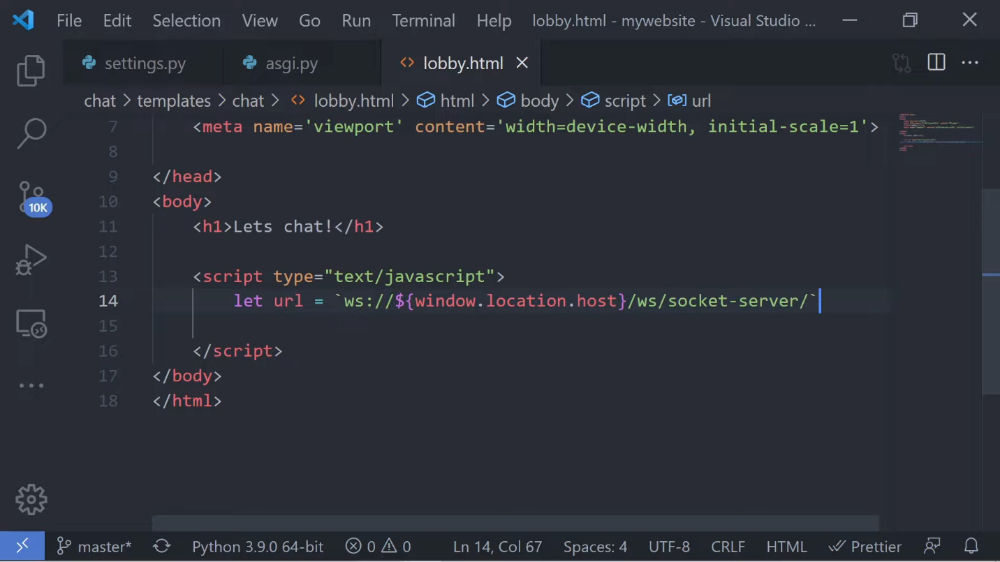 File Edit Selection View Go Run Terminal Help lobby.html - mywebsite - Visual Studio ...
settings.py asgi.py lobby.html
chat > templates > chat > lobby.html > html > body > script > url
7 <meta name='viewport' content='width=device-width, initial-scale=1'>
8
9 </head>
10 <body>
11 <h1>Lets chat!</h1>
12
13 <script type="text/javascript">
14 let url = `ws://${window.location.host}/ws/socket-server/`
15
16 </script>
17 </body>
18 </html>
10K
master* Python 3.9.0 64-bit 0 0 Ln 14, Col 67 Spaces: 4 UTF-8 CRLF HTML Prettier